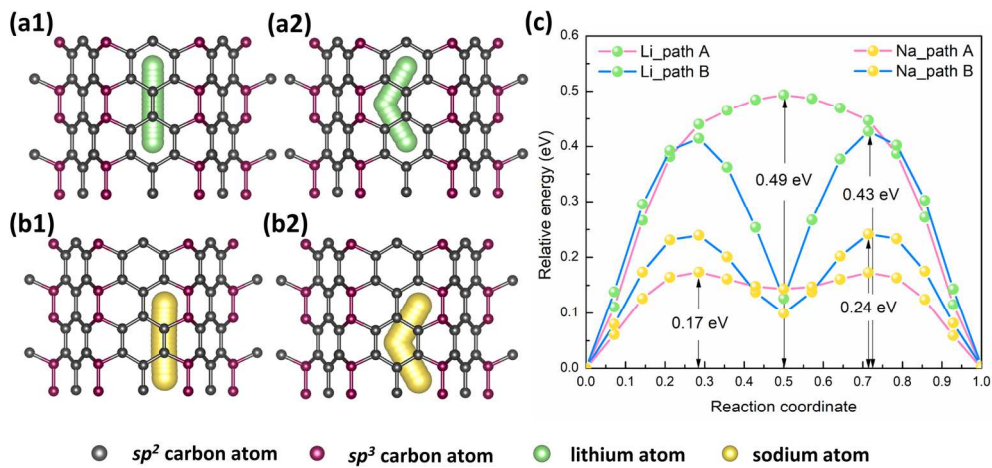 (a1)
(a2)
(b1)
(b2)
(c)
0.6
0.5
0.4
0.3
0.2
0.1
0.0
Relative energy (eV)
Li_path A
Li_path B
Na_path A
Na_path B
0.49 eV
0.43 eV
0.17 eV
0.24 eV
0.0 0.1 0.2 0.3 0.4 0.5 0.6 0.7 0.8 0.9 1.0
Reaction coordinate
sp² carbon atom
sp³ carbon atom
lithium atom
sodium atom